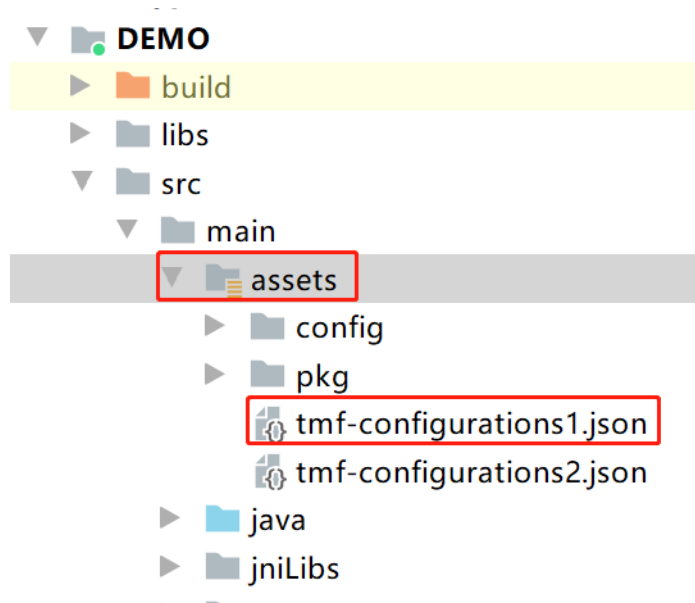 DEMO
build
libs
src
main
assets
config
pkg
tmf-configurations1.json
tmf-configurations2.json
java
jniLibs